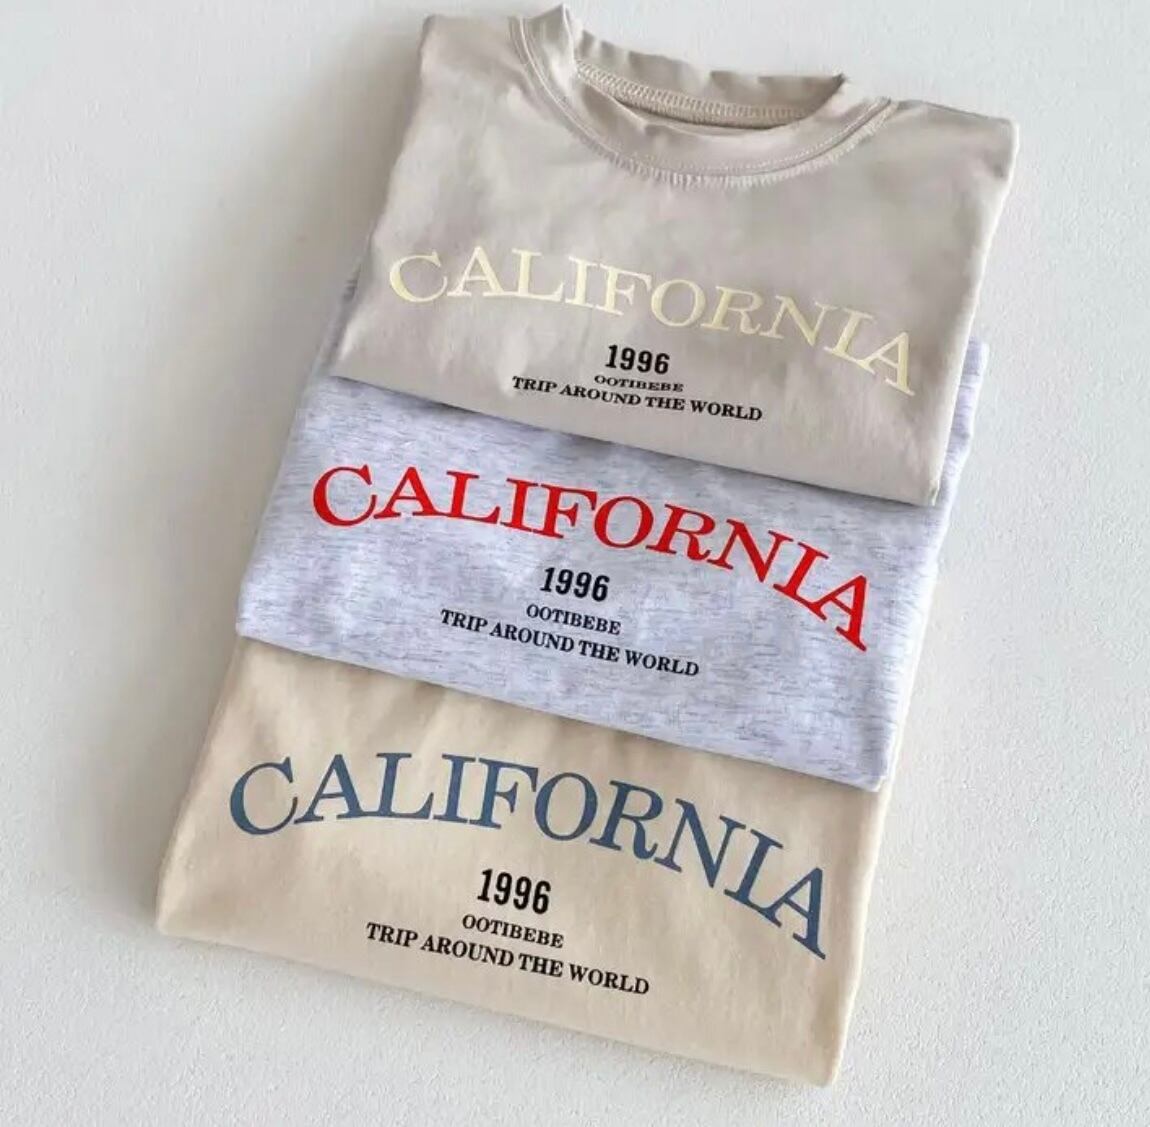 CALIFORNIA
1996
OOTIBEBE
TRIP AROUND THE WORLD
CALIFORNIA
1996
OOTIBEBE
TRIP AROUND THE WORLD
CALIFORNIA
1996
OOTIBEBE
TRIP AROUND THE WORLD